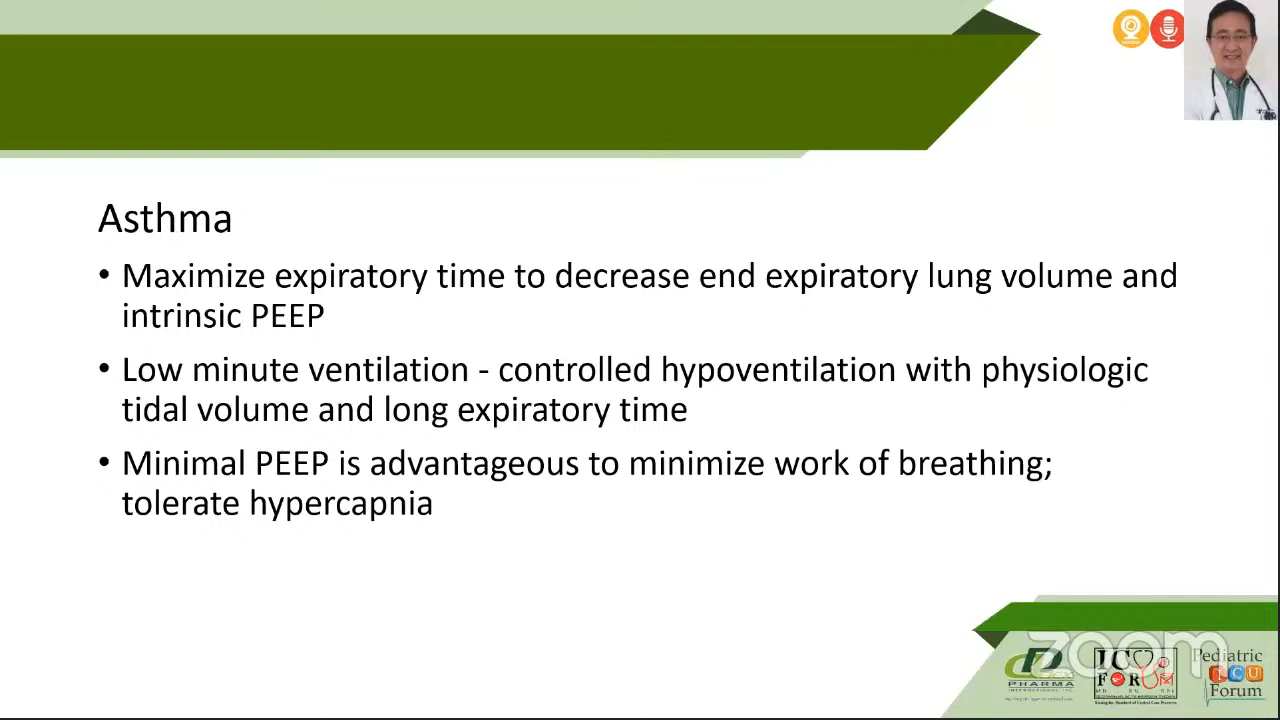 Asthma
• Maximize expiratory time to decrease end expiratory lung volume and
intrinsic PEEP
• Low minute ventilation - controlled hypoventilation with physiologic
tidal volume and long expiratory time
• Minimal PEEP is advantageous to minimize work of breathing;
tolerate hypercapnia
zoom
PHARMA
FORUM
Pediatric
ICU
Forum